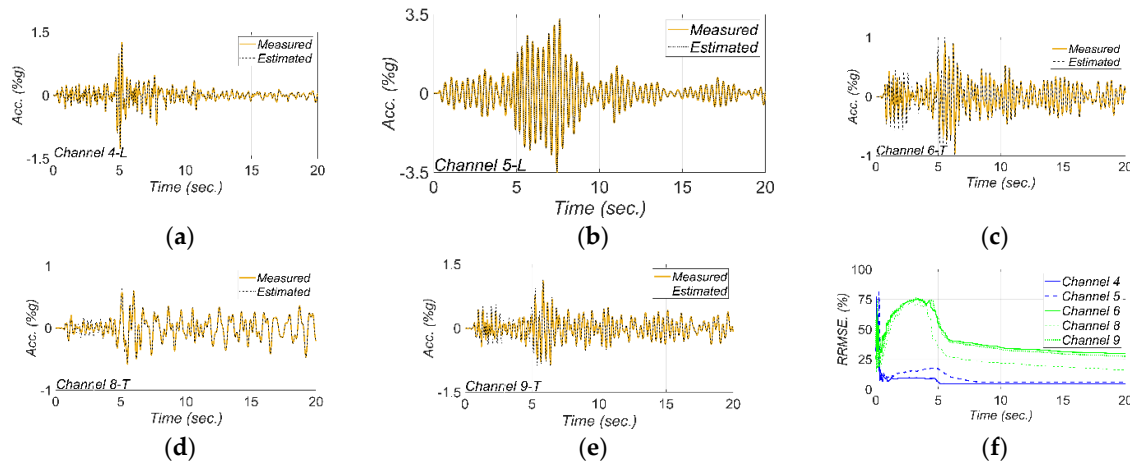 1.5
0
-1.5
Acc. (%g)
Measured
Estimated
Channel 4-L
0 5 10 15 20
Time (sec.)
(a)
3.5
0
-3.5
Acc. (%g)
Measured
Estimated
Channel 5-L
0 5 10 15 20
Time (sec.)
(b)
1
0
-1
Acc. (%g)
Measured
Estimated
Channel 6-T
0 5 10 15 20
Time (sec.)
(c)
1
0
-1
Acc. (%g)
Measured
Estimated
Channel 8-T
0 5 10 15 20
Time (sec.)
(d)
1.5
0
-1.5
Acc. (%g)
Measured
Estimated
Channel 9-T
0 5 10 15 20
Time (sec.)
(e)
100
75
50
25
0
RRMSE. (%)
Channel 4
Channel 5
Channel 6
Channel 8
Channel 9
0 5 10 15 20
Time (sec.)
(f)